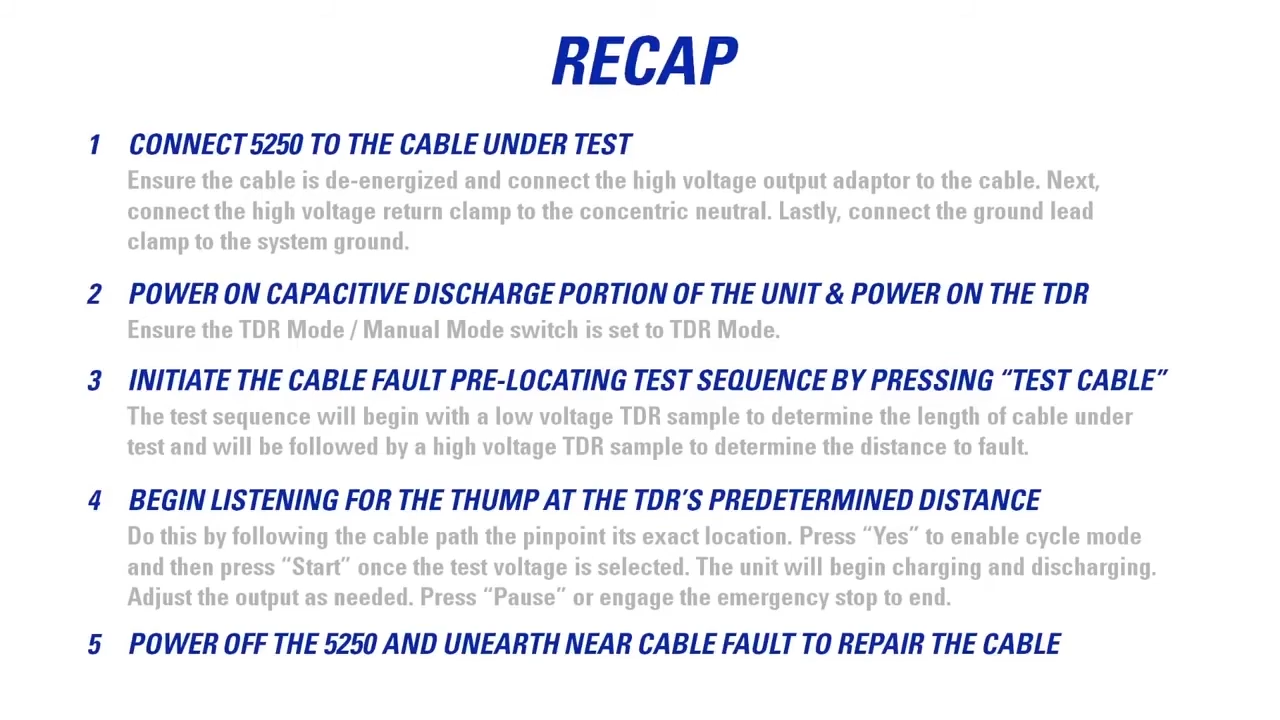 RECAP
1 CONNECT 5250 TO THE CABLE UNDER TEST
Ensure the cable is de-energized and connect the high voltage output adaptor to the cable. Next,
connect the high voltage return clamp to the concentric neutral. Lastly, connect the ground lead
clamp to the system ground.
2 POWER ON CAPACITIVE DISCHARGE PORTION OF THE UNIT & POWER ON THE TDR
Ensure the TDR Mode / Manual Mode switch is set to TDR Mode.
3 INITIATE THE CABLE FAULT PRE-LOCATING TEST SEQUENCE BY PRESSING “TEST CABLE”
The test sequence will begin with a low voltage TDR sample to determine the length of cable under
test and will be followed by a high voltage TDR sample to determine the distance to fault.
4 BEGIN LISTENING FOR THE THUMP AT THE TDR’S PREDETERMINED DISTANCE
Do this by following the cable path the pinpoint its exact location. Press “Yes” to enable cycle mode
and then press “Start” once the test voltage is selected. The unit will begin charging and discharging.
Adjust the output as needed. Press “Pause” or engage the emergency stop to end.
5 POWER OFF THE 5250 AND UNEARTH NEAR CABLE FAULT TO REPAIR THE CABLE